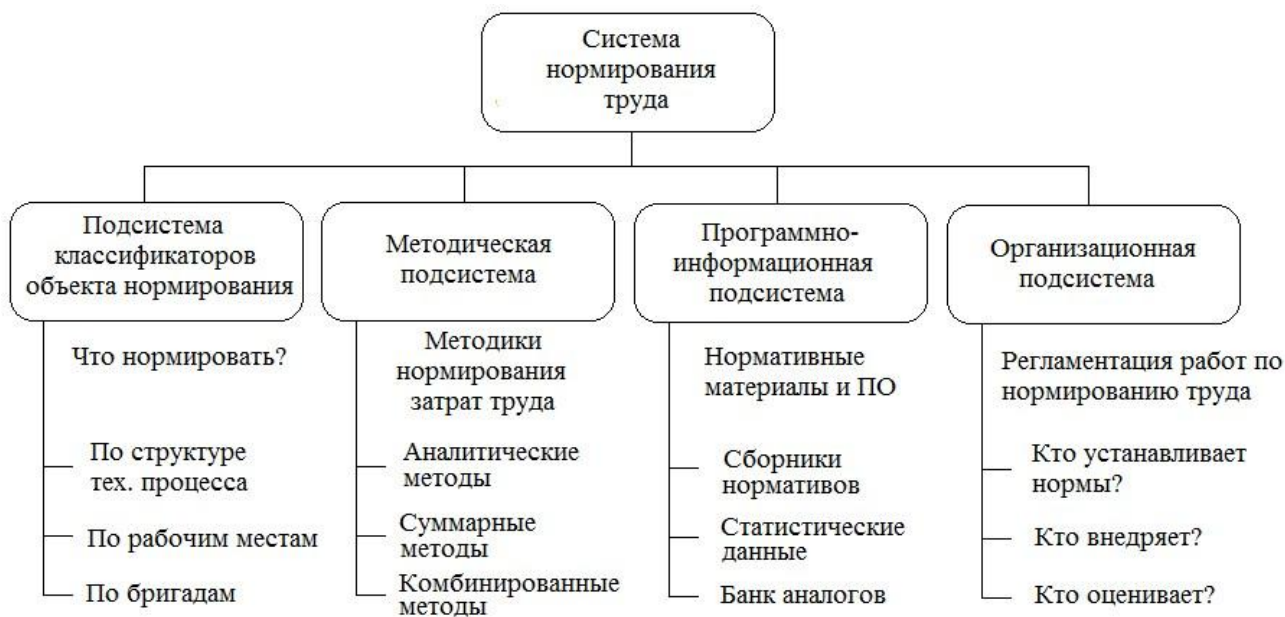 Система
нормирования
труда
Подсистема
классификаторов
объекта нормирования
Что нормировать?
По структуре
тех. процесса
По рабочим местам
По бригадам
Методическая
подсистема
Методики
нормирования
затрат труда
Аналитические
методы
Суммарные
методы
Комбинированные
методы
Программно-
информационная
подсистема
Нормативные
материалы и ПО
Сборники
нормативов
Статистические
данные
Банк аналогов
Организационная
подсистема
Регламентация работ по
нормированию труда
Кто устанавливает
нормы?
Кто внедряет?
Кто оценивает?